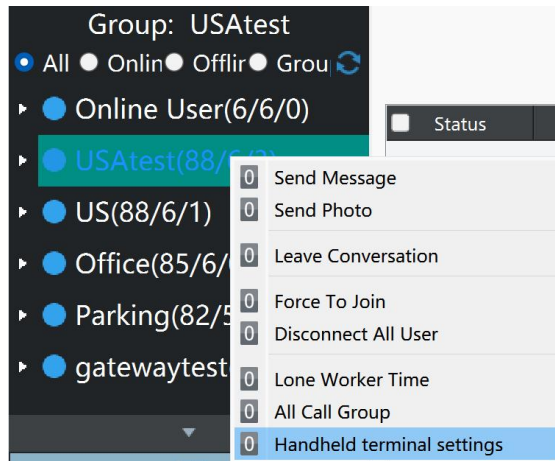 Group: USAtest
All Onlin Offlir Grou
Online User(6/6/0)
Status
USAtest(88/6/2)
0 Send Message
US(88/6/1)
0 Send Photo
Office(85/6/
0 Leave Conversation
Parking(82/5
0 Force To Join
0 Disconnect All User
gatewaytest
0 Lone Worker Time
0 All Call Group
0 Handheld terminal settings